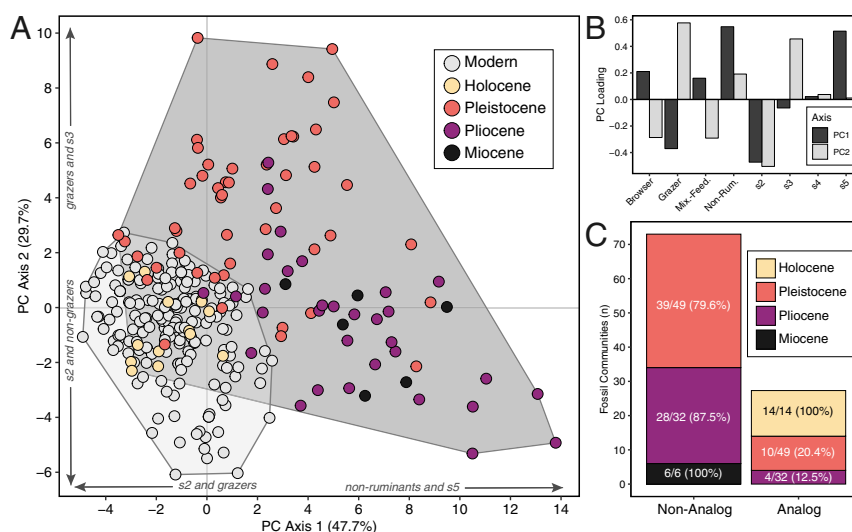 A
PC Axis 2 (29.7%)
grazers and s3
s2 and non-grazers
10
8
6
4
2
0
−2
−4
−6
Modern
Holocene
Pleistocene
Pliocene
Miocene
s2 and grazers
non-ruminants and s5
−4
−2
0
2
4
6
8
10
12
14
PC Axis 1 (47.7%)
B
PC Loading
0.6
0.4
0.2
0.0
−0.4
Axis
PC1
PC2
Browser
Grazer
Mix.-Feed.
Non-Rum.
s2
s3
s4
s5
C
Fossil Communities (n)
70
60
50
40
30
20
10
0
Holocene
Pleistocene
Pliocene
Miocene
39/49 (79.6%)
28/32 (87.5%)
6/6 (100%)
14/14 (100%)
10/49 (20.4%)
4/32 (12.5%)
Non-Analog
Analog